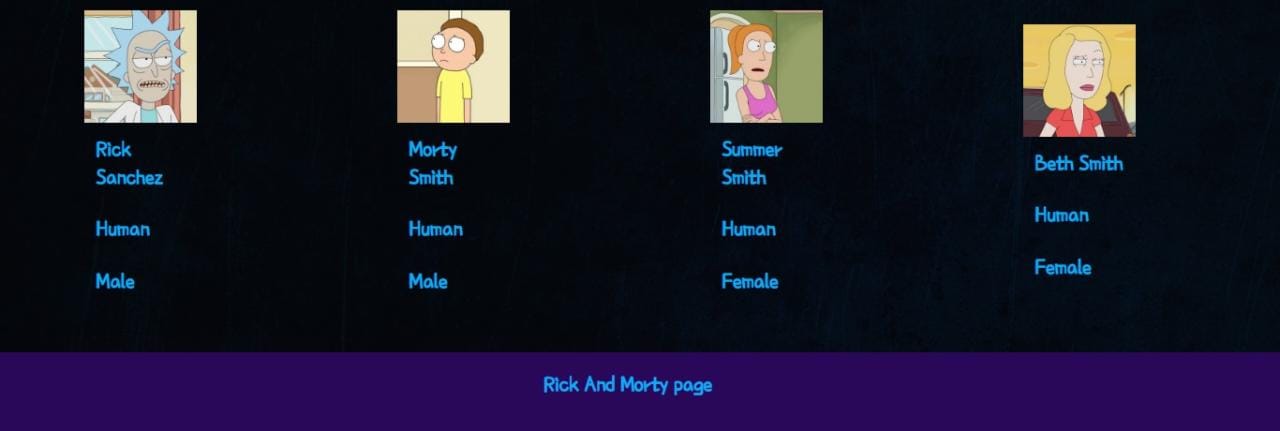 Rick
Sanchez
Human
Male
Morty
Smith
Human
Male
Summer
Smith
Human
Female
Beth Smith
Human
Female
Rick And Morty page